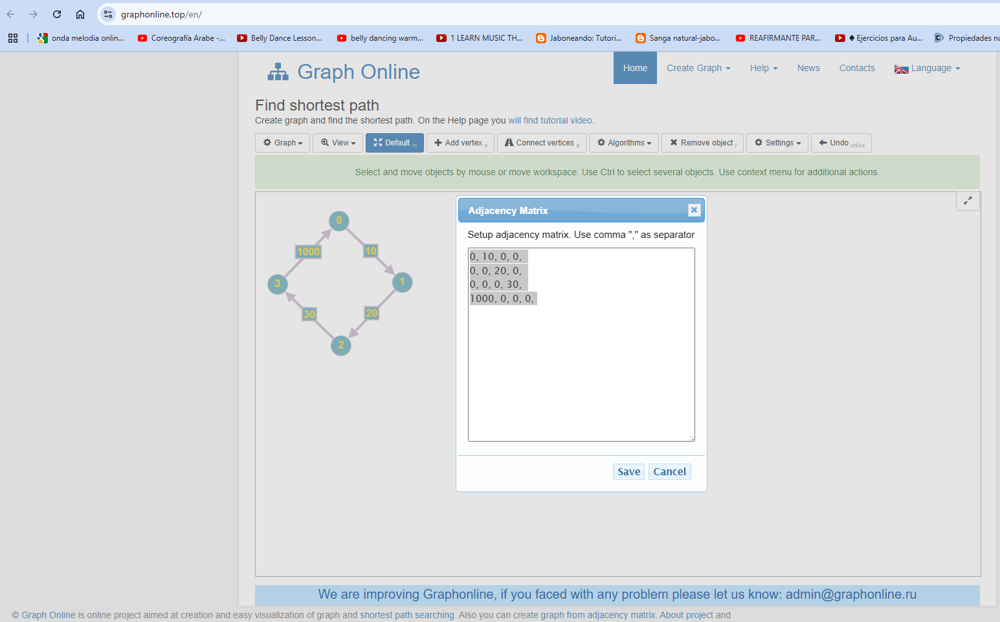 graphonline.top/en/
onda melodia onlin... Coreografía Arabe -... Belly Dance Lesson... belly dancing warm... 1 LEARN MUSIC TH... Jaboneando: Tutori... Sanga natural-jabo... REAFIRMANTE PAR... ♠ Ejercicios para Au... Propiedades nu
Graph Online
Home Create Graph Help News Contacts Language
Find shortest path
Create graph and find the shortest path. On the Help page you will find tutorial video.
Graph View Default m Add vertex v Connect vertices e Algorithms Remove object r Settings Undo crtl+z
Select and move objects by mouse or move workspace. Use Ctrl to select several objects. Use context menu for additional actions.
0
1000
10
3
1
30
20
2
Adjacency Matrix
Setup adjacency matrix. Use comma "," as separator
0, 10, 0, 0,
0, 0, 20, 0,
0, 0, 0, 30,
1000, 0, 0, 0,
Save Cancel
We are improving Graphonline, if you faced with any problem please let us know: admin@graphonline.ru
© Graph Online is online project aimed at creation and easy visualization of graph and shortest path searching. Also you can create graph from adjacency matrix. About project and